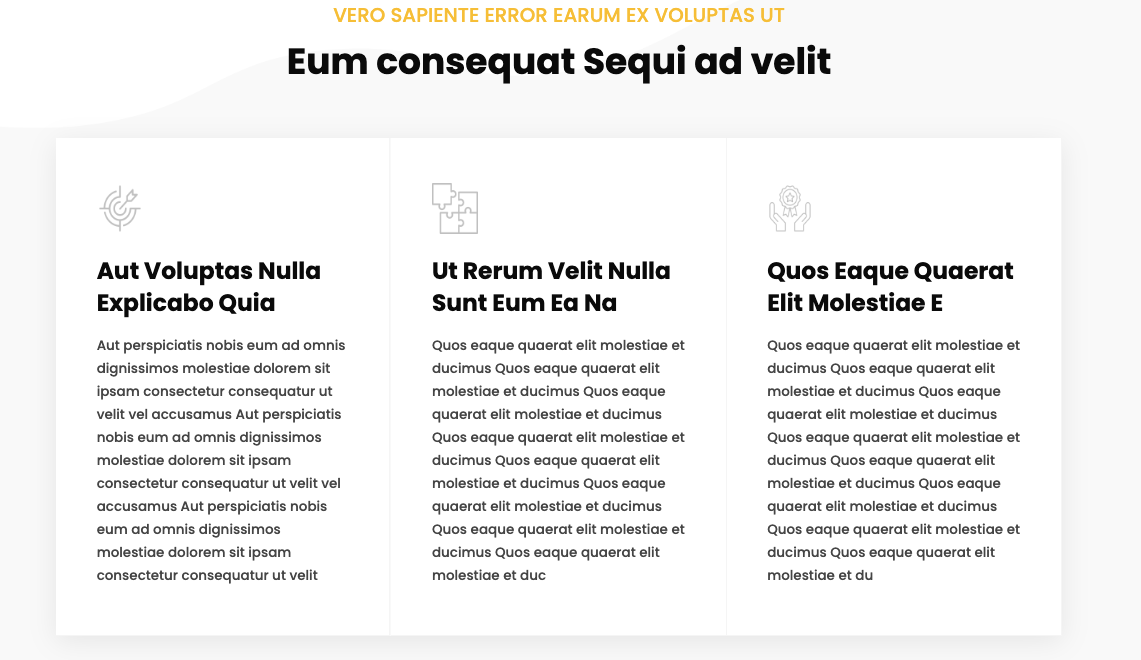 VERO SAPIENTE ERROR EARUM EX VOLUPTAS UT
Eum consequat Sequi ad velit
Aut Voluptas Nulla
Explicabo Quia
Aut perspiciatis nobis eum ad omnis
dignissimos molestiae dolorem sit
ipsam consectetur consequatur ut
velit vel accusamus Aut perspiciatis
nobis eum ad omnis dignissimos
molestiae dolorem sit ipsam
consectetur consequatur ut velit vel
accusamus Aut perspiciatis nobis
eum ad omnis dignissimos
molestiae dolorem sit ipsam
consectetur consequatur ut velit
Ut Rerum Velit Nulla
Sunt Eum Ea Na
Quos eaque quaerat elit molestiae et
ducimus Quos eaque quaerat elit
molestiae et ducimus Quos eaque
quaerat elit molestiae et ducimus
Quos eaque quaerat elit molestiae et
ducimus Quos eaque quaerat elit
molestiae et ducimus Quos eaque
quaerat elit molestiae et ducimus
Quos eaque quaerat elit molestiae et
ducimus Quos eaque quaerat elit
molestiae et duc
Quos Eaque Quaerat
Elit Molestiae E
Quos eaque quaerat elit molestiae et
ducimus Quos eaque quaerat elit
molestiae et ducimus Quos eaque
quaerat elit molestiae et ducimus
Quos eaque quaerat elit molestiae et
ducimus Quos eaque quaerat elit
molestiae et ducimus Quos eaque
quaerat elit molestiae et ducimus
Quos eaque quaerat elit molestiae et
ducimus Quos eaque quaerat elit
molestiae et du